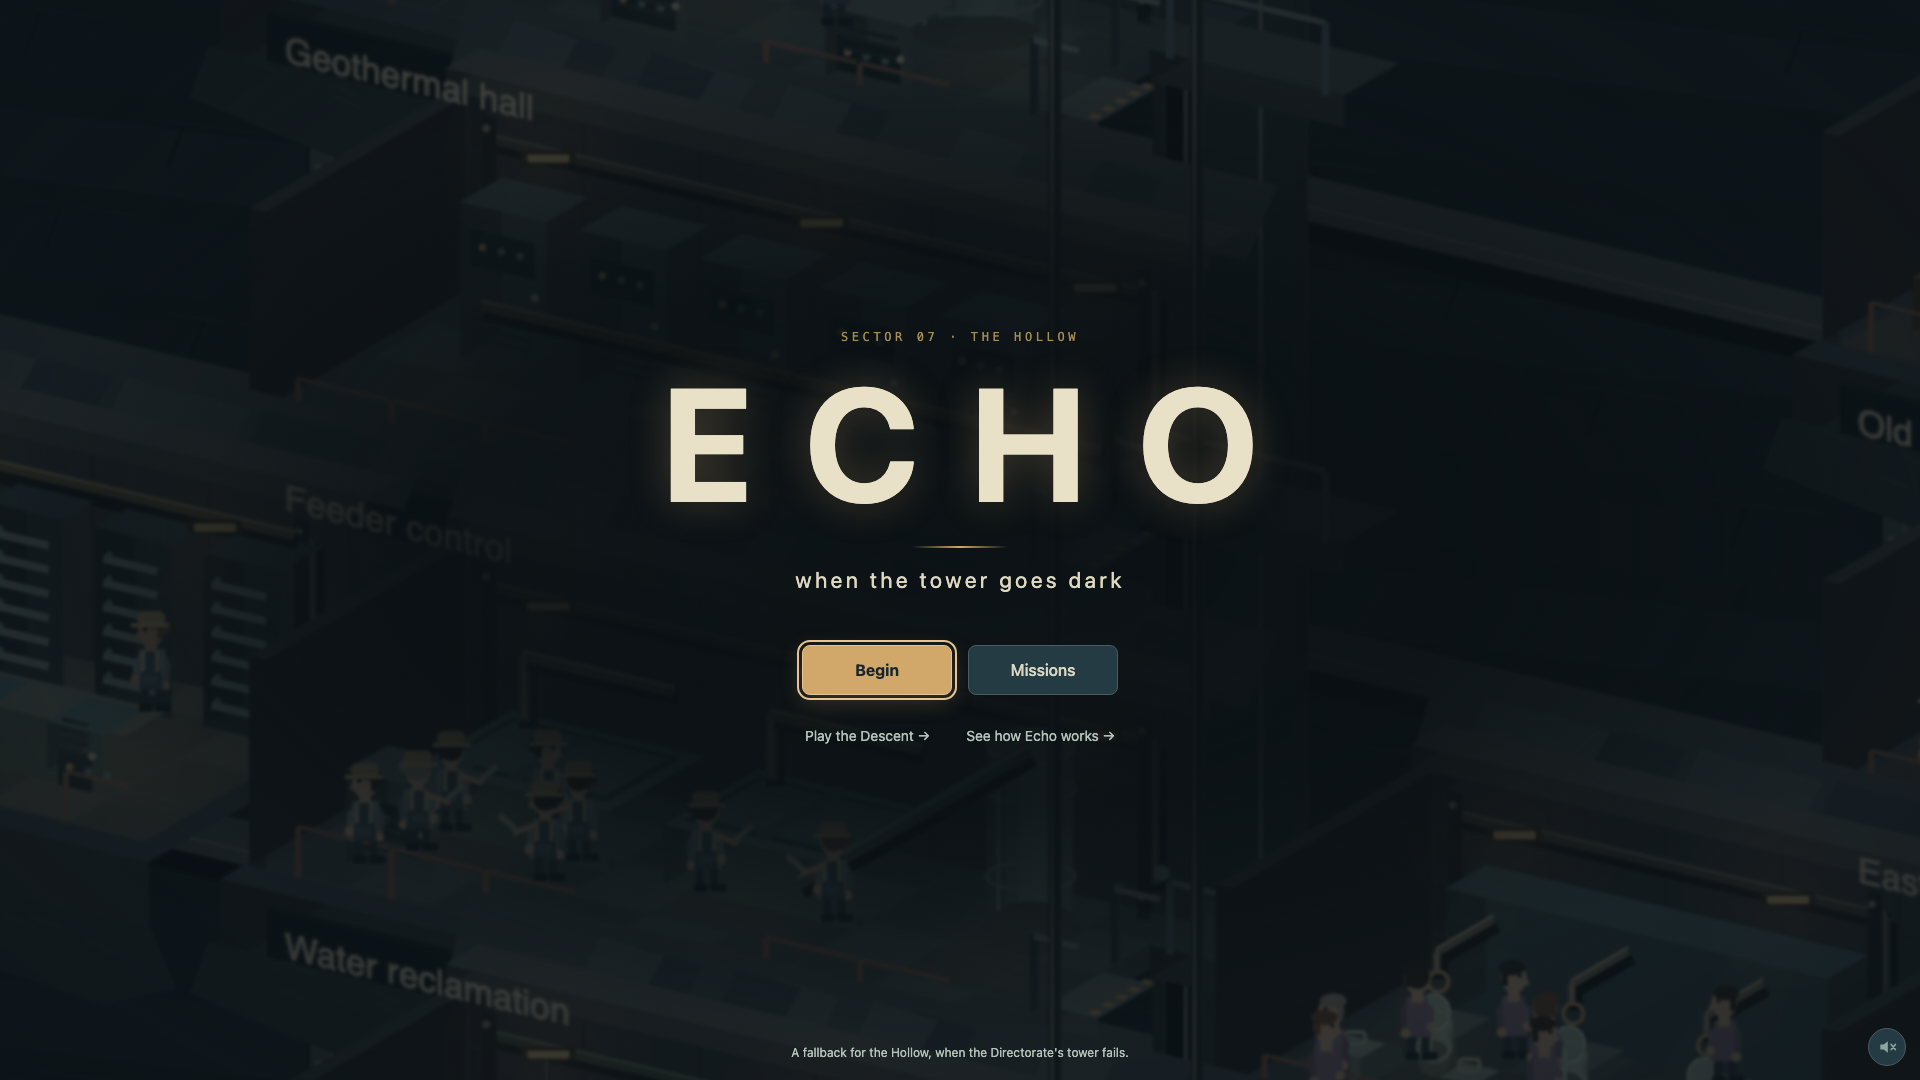 Geothermal hall
SECTOR 07 · THE HOLLOW
ECHO
Old
Feeder control
when the tower goes dark
Begin
Missions
Play the Descent →
See how Echo works →
Eas
Water reclamation
A fallback for the Hollow, when the Directorate's tower fails.